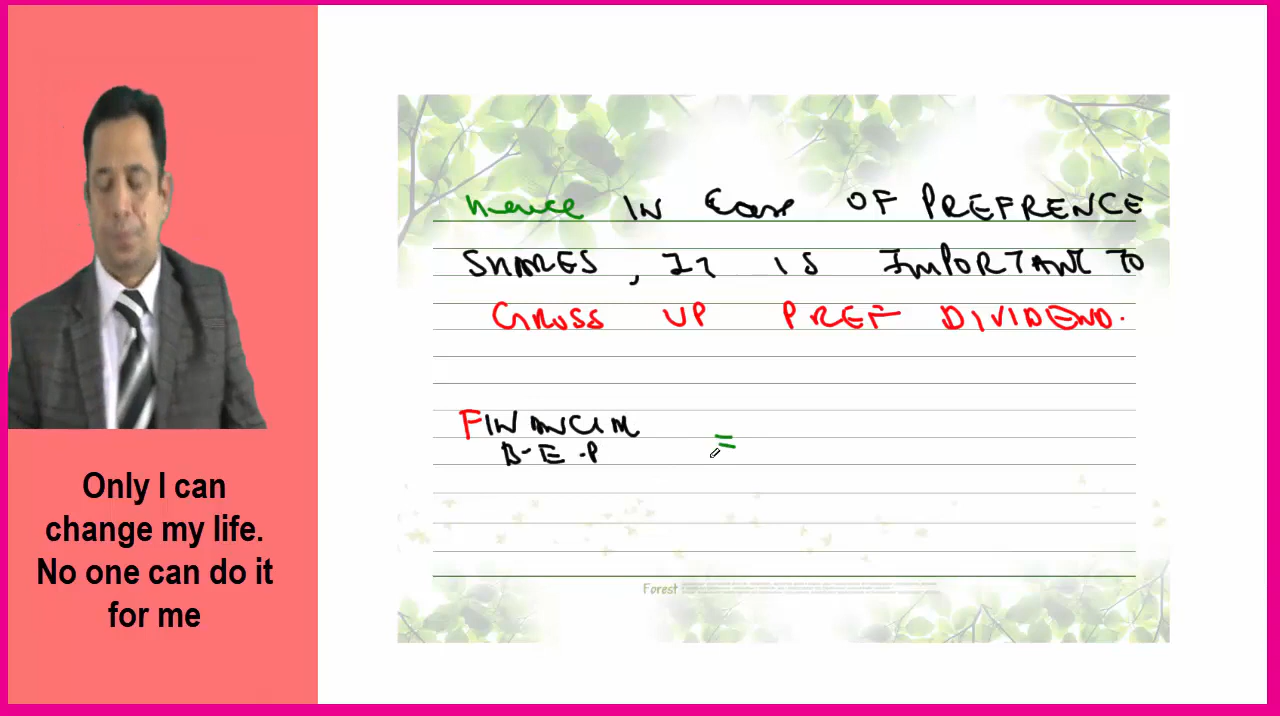 Only I can
change my life.
No one can do it
for me
hence IN Case OF PREFRENCE
SHARES, IT IS IMPORTANT TO
GROSS UP PREF DIVIDEND.
FINANCIAL
B-E.P =
Forest